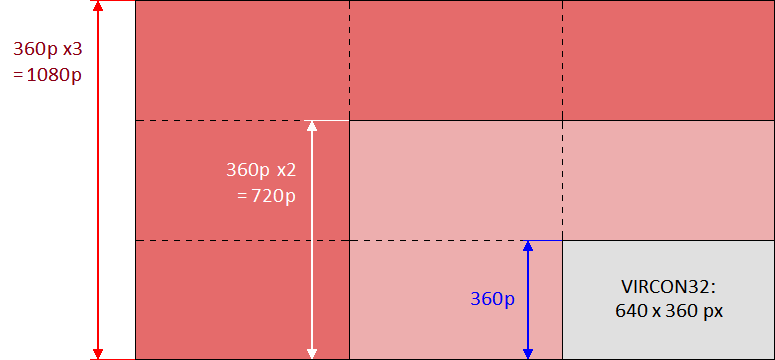 360p x3
= 1080p
360p x2
= 720p
360p
VIRCON32:
640 x 360 px